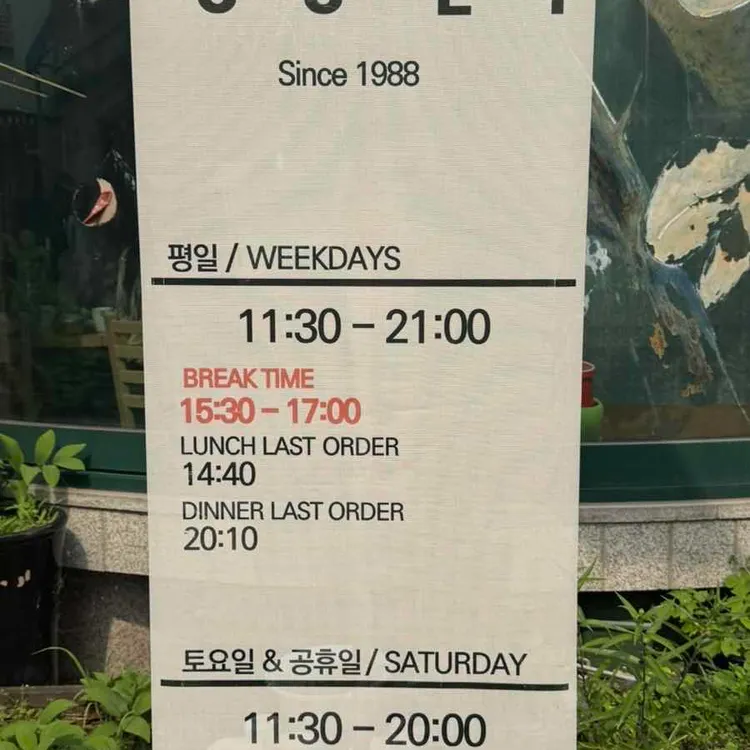 Since 1988
평일 / WEEKDAYS
11:30 – 21:00
BREAK TIME
15:30 – 17:00
LUNCH LAST ORDER
14:40
DINNER LAST ORDER
20:10
토요일 & 공휴일 / SATURDAY
11:30 – 20:00